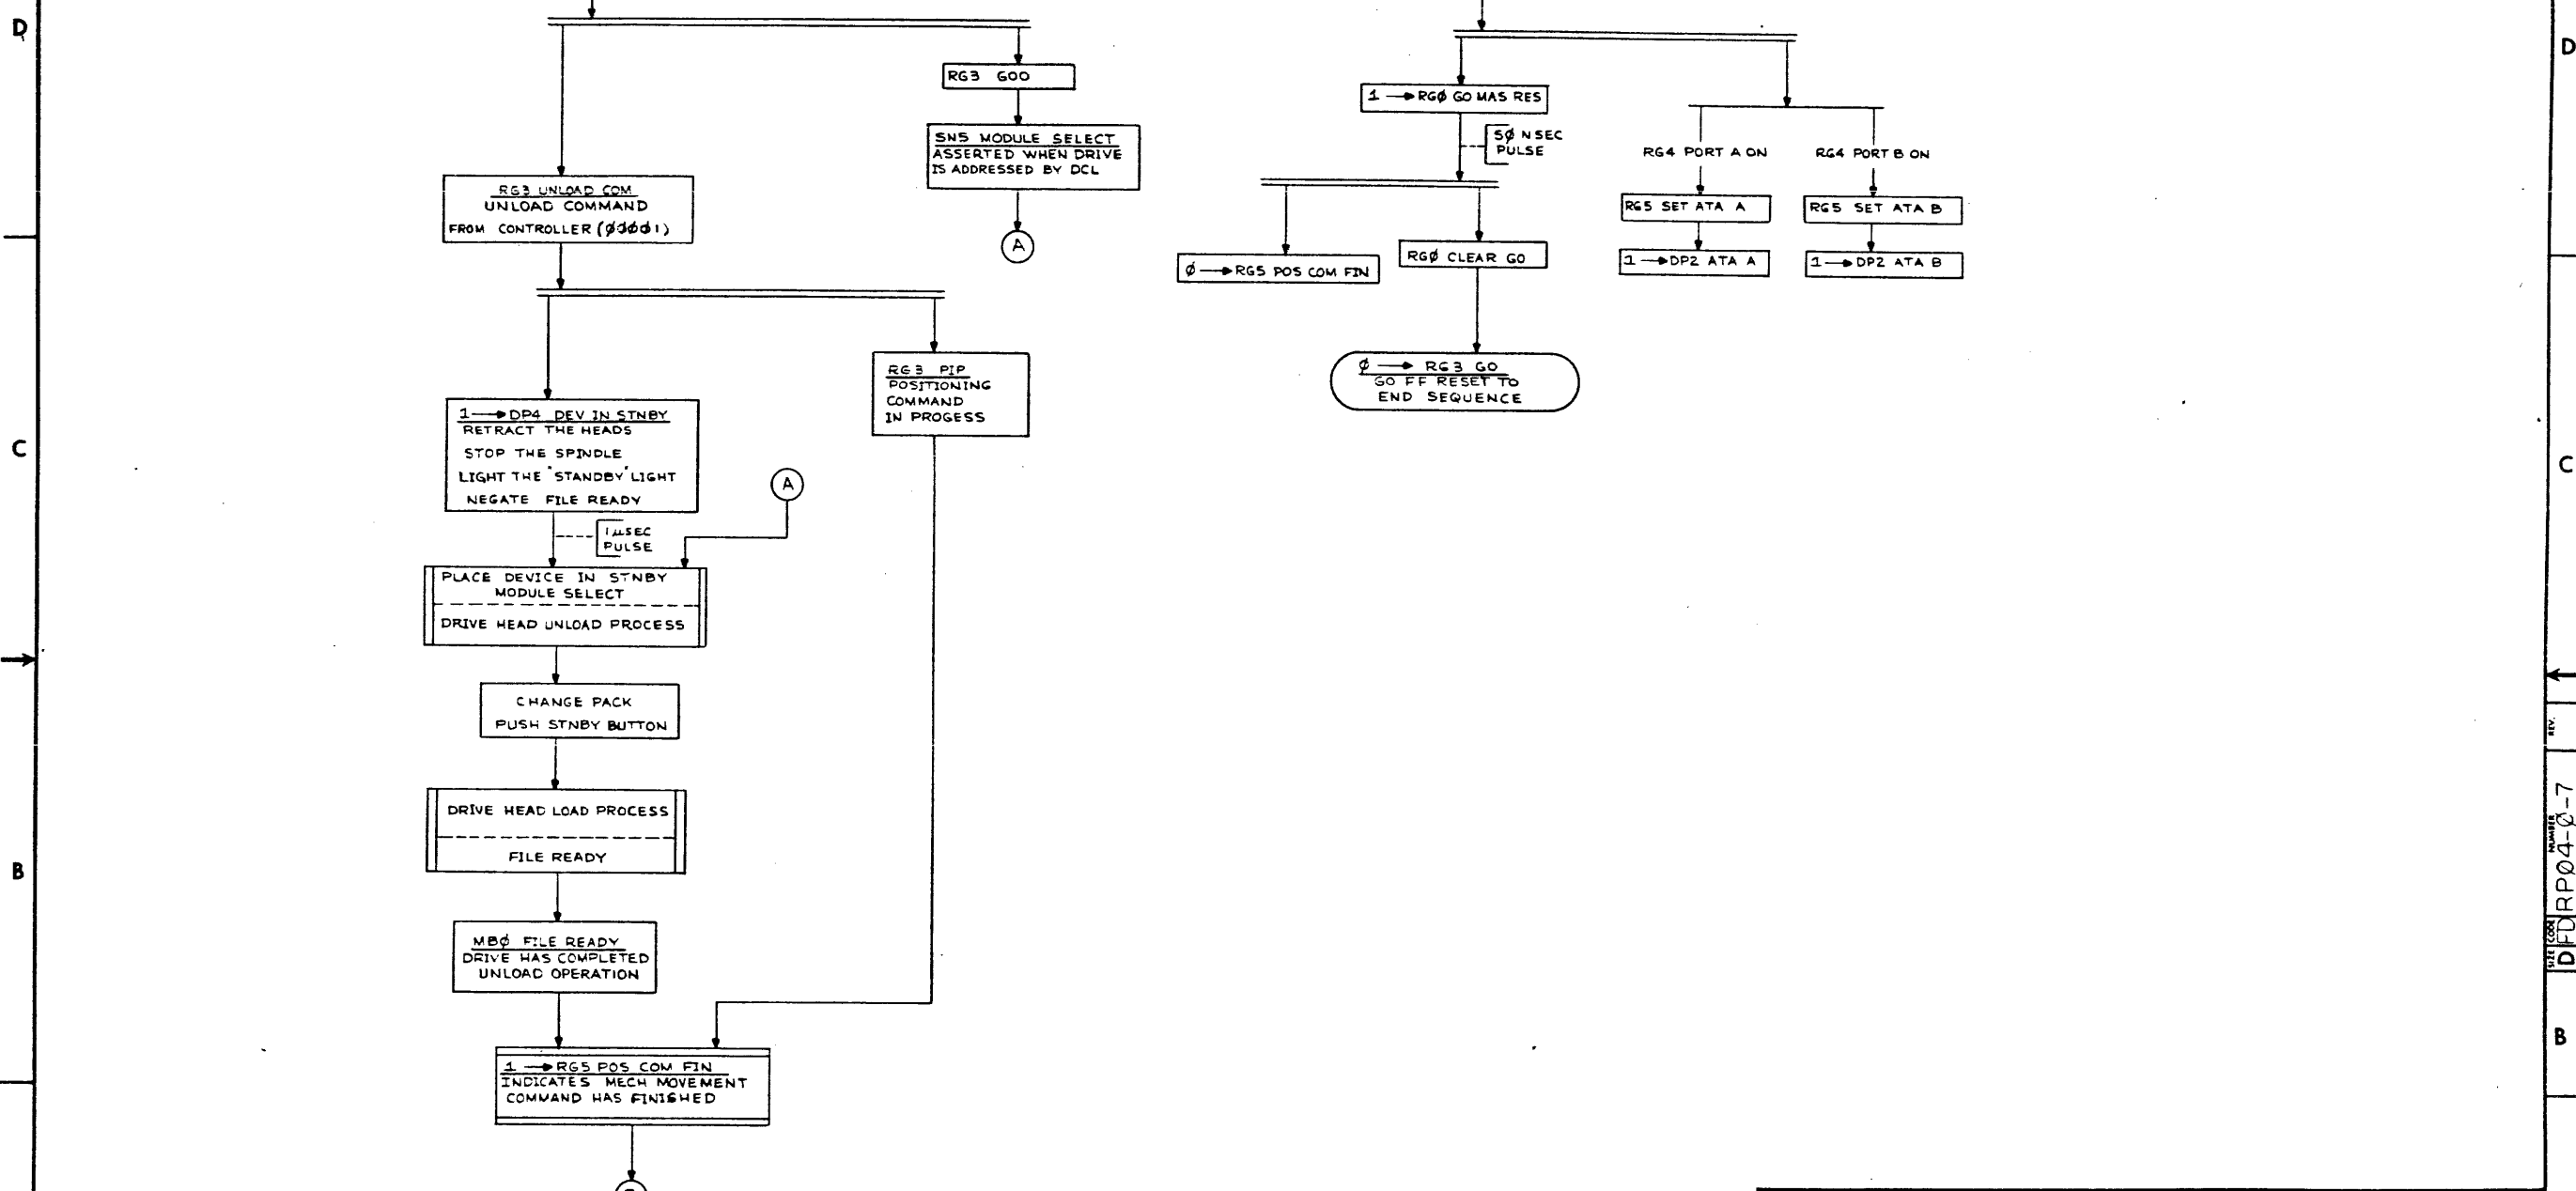 D
D
RG3 GOO
SN5 MODULE SELECT
ASSERTED WHEN DRIVE
IS ADDRESSED BY DCL
A
RG3 UNLOAD COM
UNLOAD COMMAND
FROM CONTROLLER (ØØØØ1)
RG3 PIP
POSITIONING
COMMAND
IN PROGESS
1 → DP4 DEV IN STNBY
RETRACT THE HEADS
STOP THE SPINDLE
LIGHT THE "STANDBY" LIGHT
NEGATE FILE READY
A
1 µSEC
PULSE
PLACE DEVICE IN STNBY
MODULE SELECT
DRIVE HEAD UNLOAD PROCESS
CHANGE PACK
PUSH STNBY BUTTON
DRIVE HEAD LOAD PROCESS
FILE READY
MBØ FILE READY
DRIVE HAS COMPLETED
UNLOAD OPERATION
1 → RG5 POS COM FIN
INDICATES MECH MOVEMENT
COMMAND HAS FINISHED
1 → RGØ GO MAS RES
5Ø NSEC
PULSE
RG4 PORT A ON
RG4 PORT B ON
RG5 SET ATA A
RG5 SET ATA B
1 → DP2 ATA A
1 → DP2 ATA B
Ø → RG5 POS COM FIN
RGØ CLEAR GO
Ø → RG3 GO
GO FF RESET TO
END SEQUENCE
C
C
B
B
REV.
NUMBER
RPØ4-Ø-7
SIZE CODE
D FD